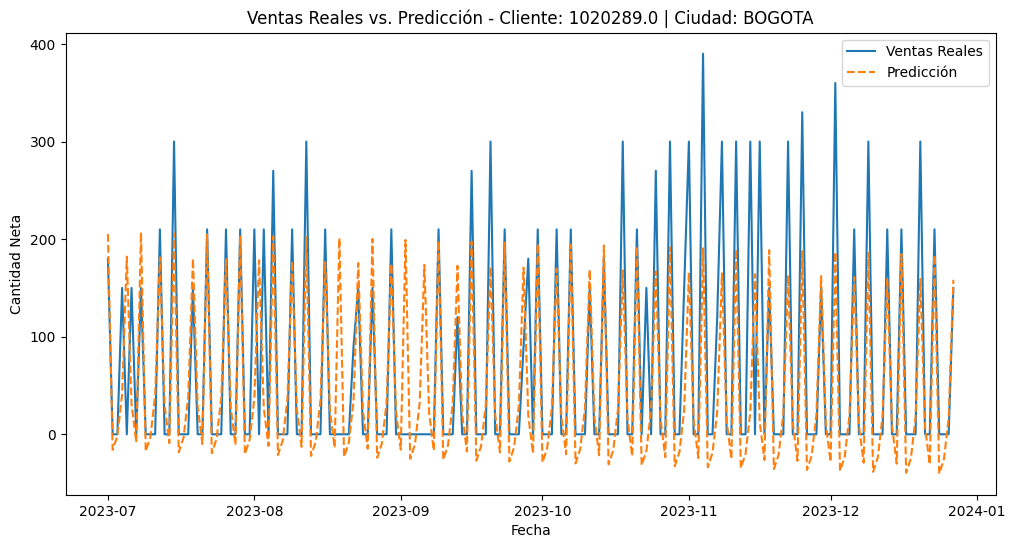 Ventas Reales vs. Predicción - Cliente: 1020289.0 | Ciudad: BOGOTA
Ventas Reales
Predicción
Cantidad Neta
400
300
200
100
0
2023-07
2023-08
2023-09
2023-10
2023-11
2023-12
2024-01
Fecha